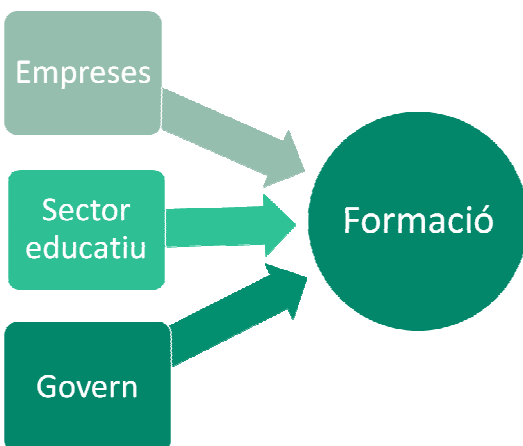 Empreses
Sector
educatiu
Formació
Govern